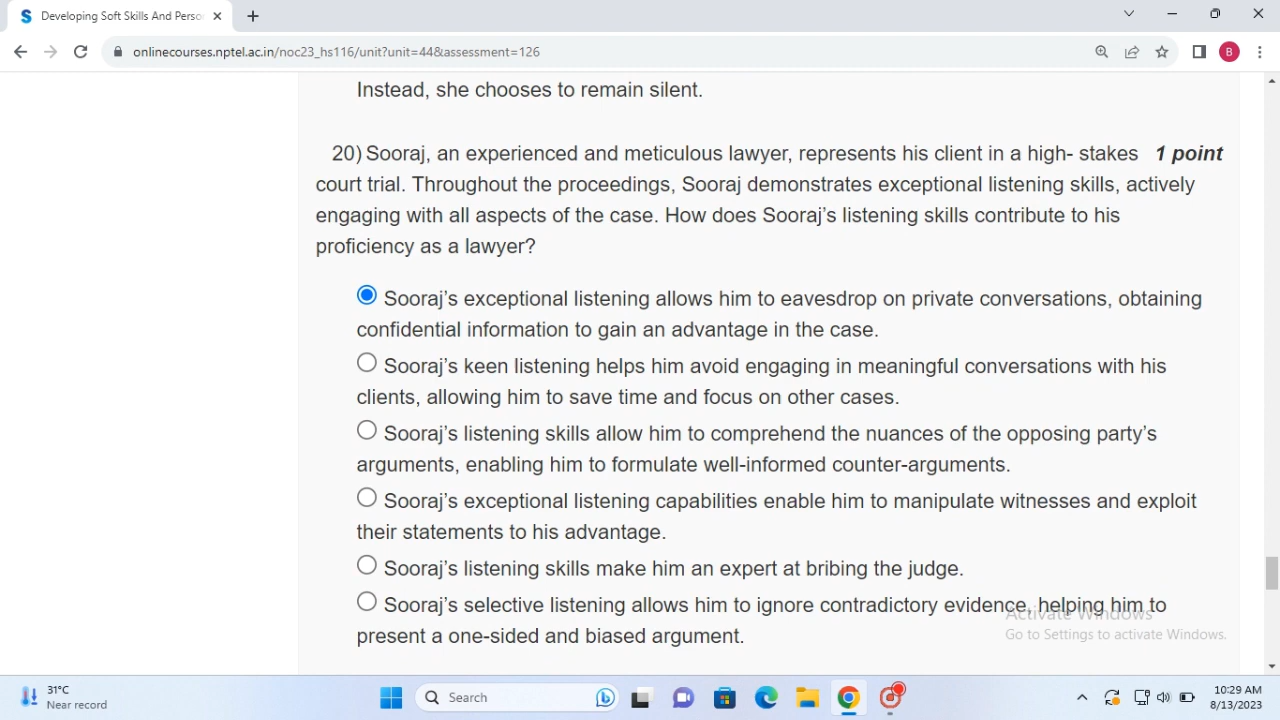 Developing Soft Skills And Perso
onlinecourses.nptel.ac.in/noc23_hs116/unit?unit=44&assessment=126
B
Instead, she chooses to remain silent.
20) Sooraj, an experienced and meticulous lawyer, represents his client in a high- stakes 1 point
court trial. Throughout the proceedings, Sooraj demonstrates exceptional listening skills, actively
engaging with all aspects of the case. How does Sooraj’s listening skills contribute to his
proficiency as a lawyer?
Sooraj’s exceptional listening allows him to eavesdrop on private conversations, obtaining
confidential information to gain an advantage in the case.
Sooraj’s keen listening helps him avoid engaging in meaningful conversations with his
clients, allowing him to save time and focus on other cases.
Sooraj’s listening skills allow him to comprehend the nuances of the opposing party’s
arguments, enabling him to formulate well-informed counter-arguments.
Sooraj’s exceptional listening capabilities enable him to manipulate witnesses and exploit
their statements to his advantage.
Sooraj’s listening skills make him an expert at bribing the judge.
Sooraj’s selective listening allows him to ignore contradictory evidence, helping him to
present a one-sided and biased argument.
Activate Windows
Go to Settings to activate Windows.
31°C
Near record
Search
10:29 AM
8/13/2023